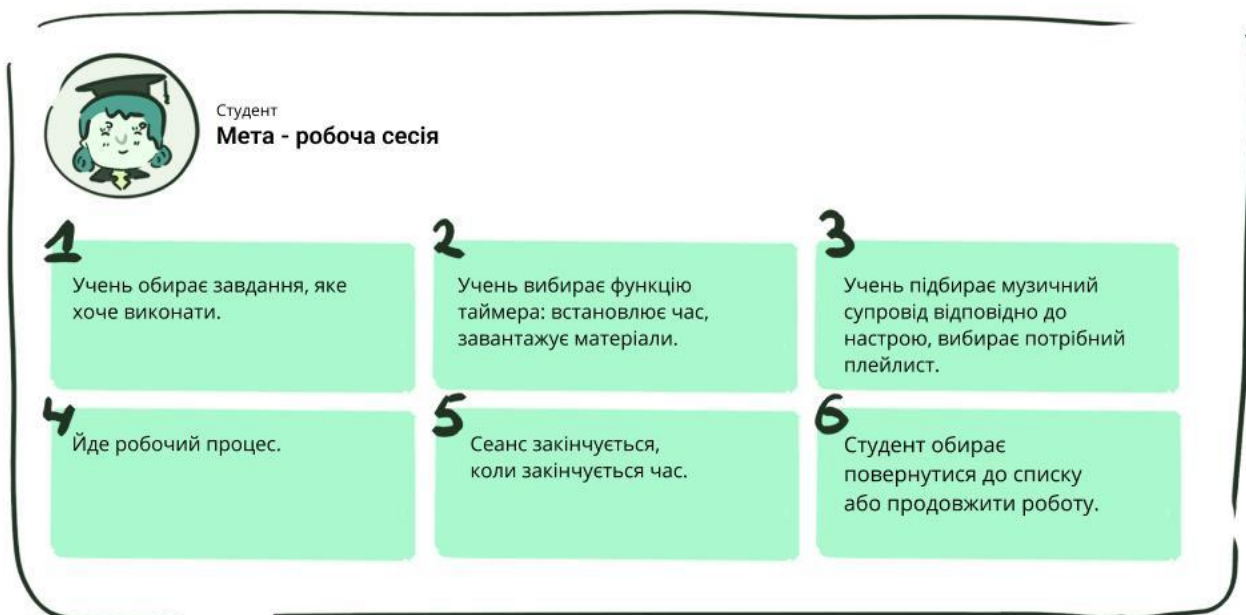 Студент
Мета - робоча сесія
1
Учень обирає завдання, яке
хоче виконати.
2
Учень вибирає функцію
таймера: встановлює час,
завантажує матеріали.
3
Учень підбирає музичний
супровід відповідно до
настрою, вибирає потрібний
плейлист.
4
Йде робочий процес.
5
Сеанс закінчується,
коли закінчується час.
6
Студент обирає
повернутися до списку
або продовжити роботу.